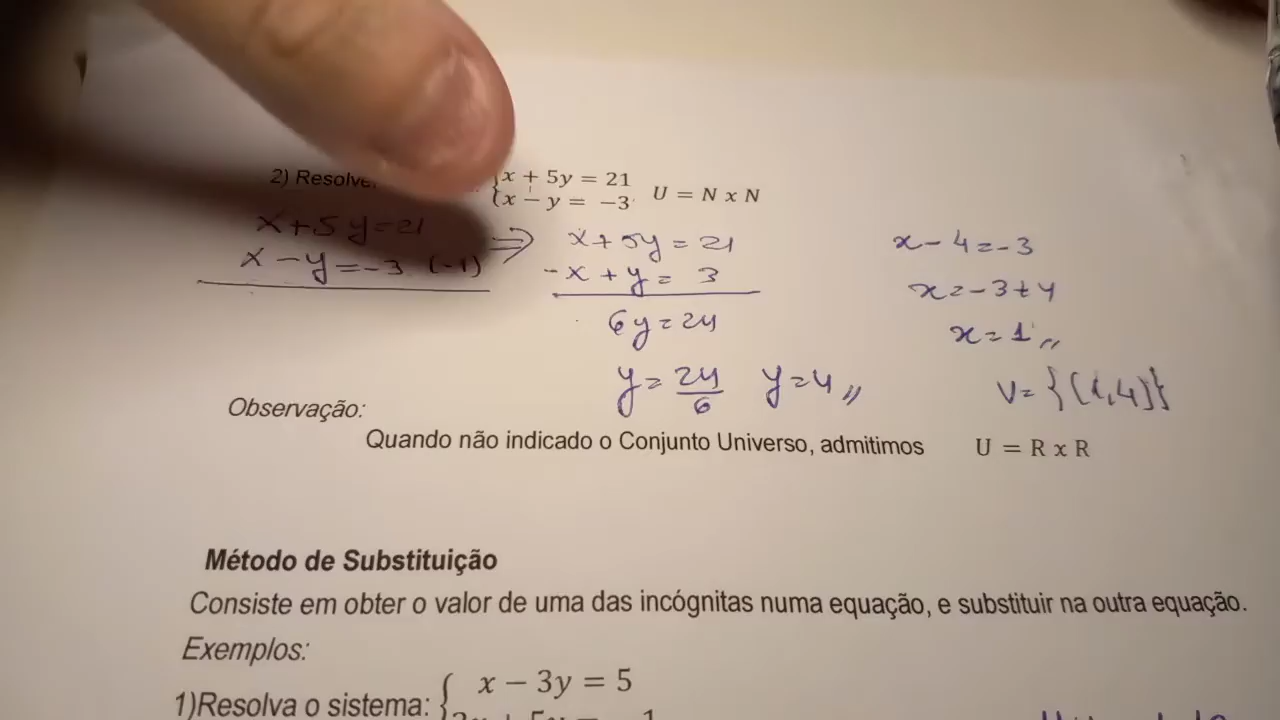 2) Resolve
{x + 5y = 21
{x − y = −3 U = N x N
x+5y=21
x−y=−3 (-1)
⇒ x+5y=21
-x+y=3
6y=24
y=24/6 y=4,,
x-4=-3
x=-3+4
x=1,,
V={(1,4)}
Observação:
Quando não indicado o Conjunto Universo, admitimos U = R x R
Método de Substituição
Consiste em obter o valor de uma das incógnitas numa equação, e substituir na outra equação.
Exemplos:
1)Resolva o sistema: { x − 3y = 5